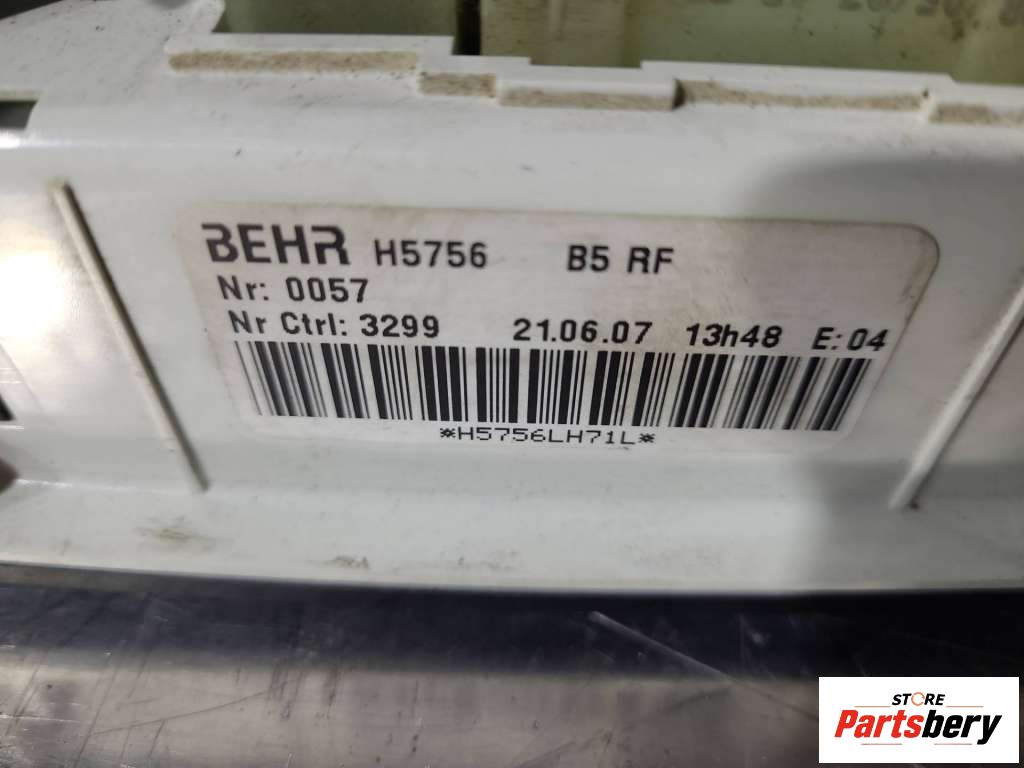 BEHR H5756 B5 RF
Nr: 0057
Nr Ctrl: 3299 21.06.07 13h48 E: 04
*H5756LH71L*
STORE
Partsbery